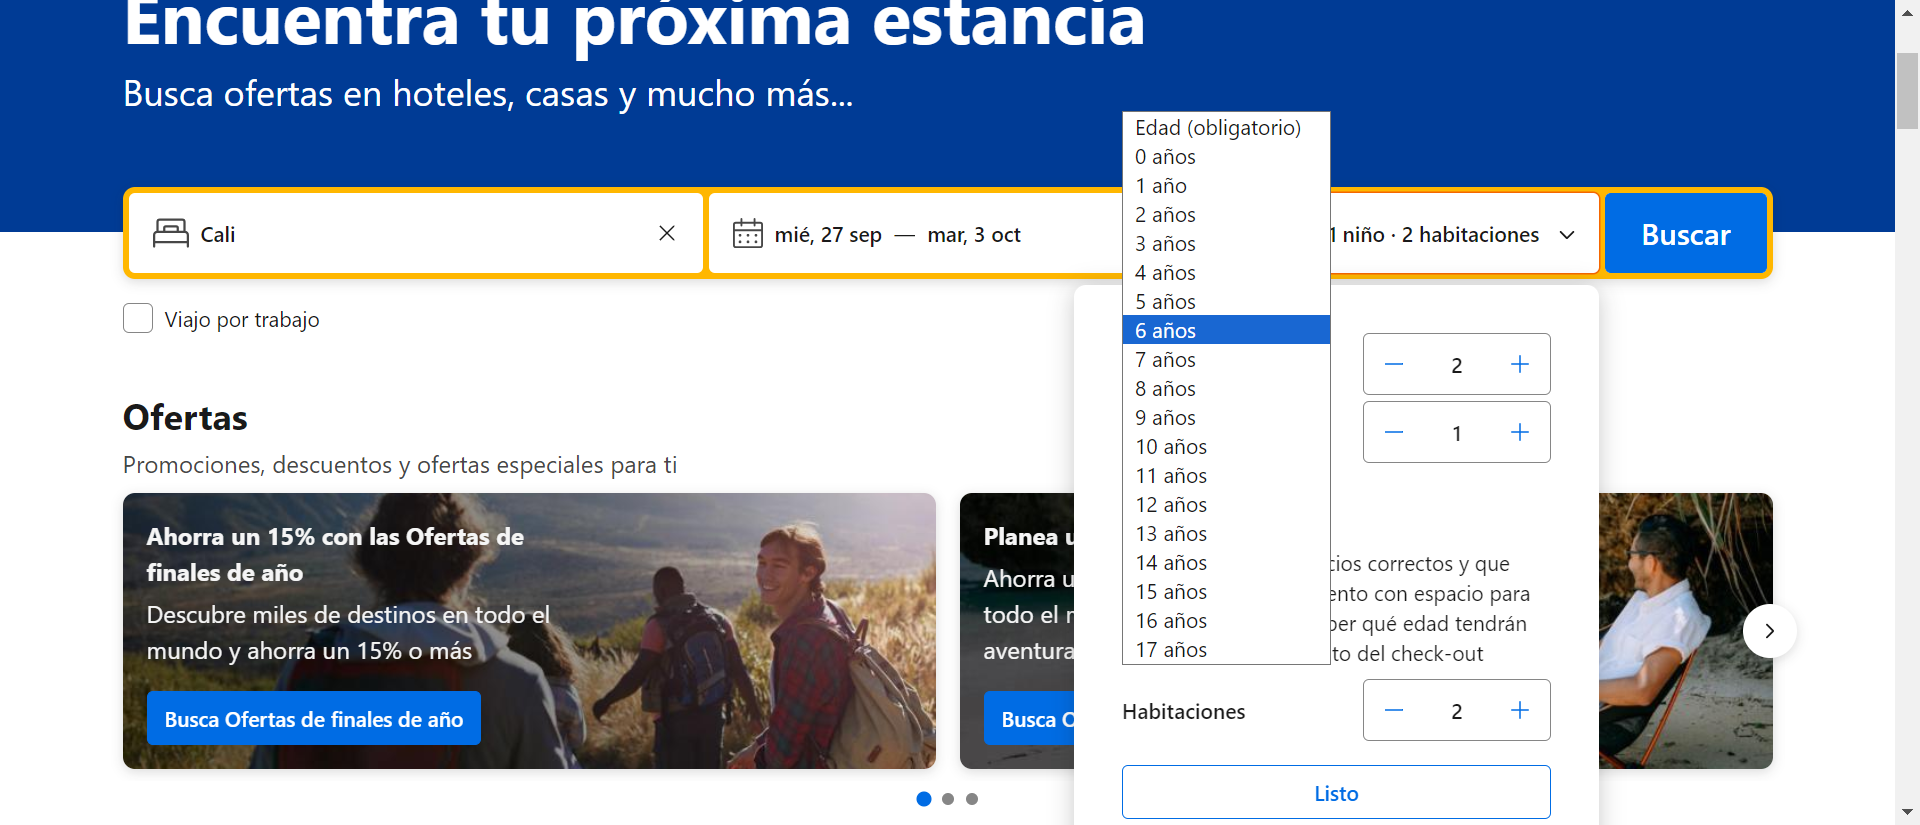 Encuentra tu próxima estancia
Busca ofertas en hoteles, casas y mucho más...
Cali
mié, 27 sep — mar, 3 oct
1 niño · 2 habitaciones
Buscar
Viajo por trabajo
Edad (obligatorio)
0 años
1 año
2 años
3 años
4 años
5 años
6 años
7 años
8 años
9 años
10 años
11 años
12 años
13 años
14 años
15 años
16 años
17 años
2
1
cios correctos y que
ento con espacio para
ber qué edad tendrán
to del check-out
Habitaciones
2
Listo
Ofertas
Promociones, descuentos y ofertas especiales para ti
Ahorra un 15% con las Ofertas de
finales de año
Descubre miles de destinos en todo el
mundo y ahorra un 15% o más
Busca Ofertas de finales de año
Planea u
Ahorra u
todo el
aventura
Busca O